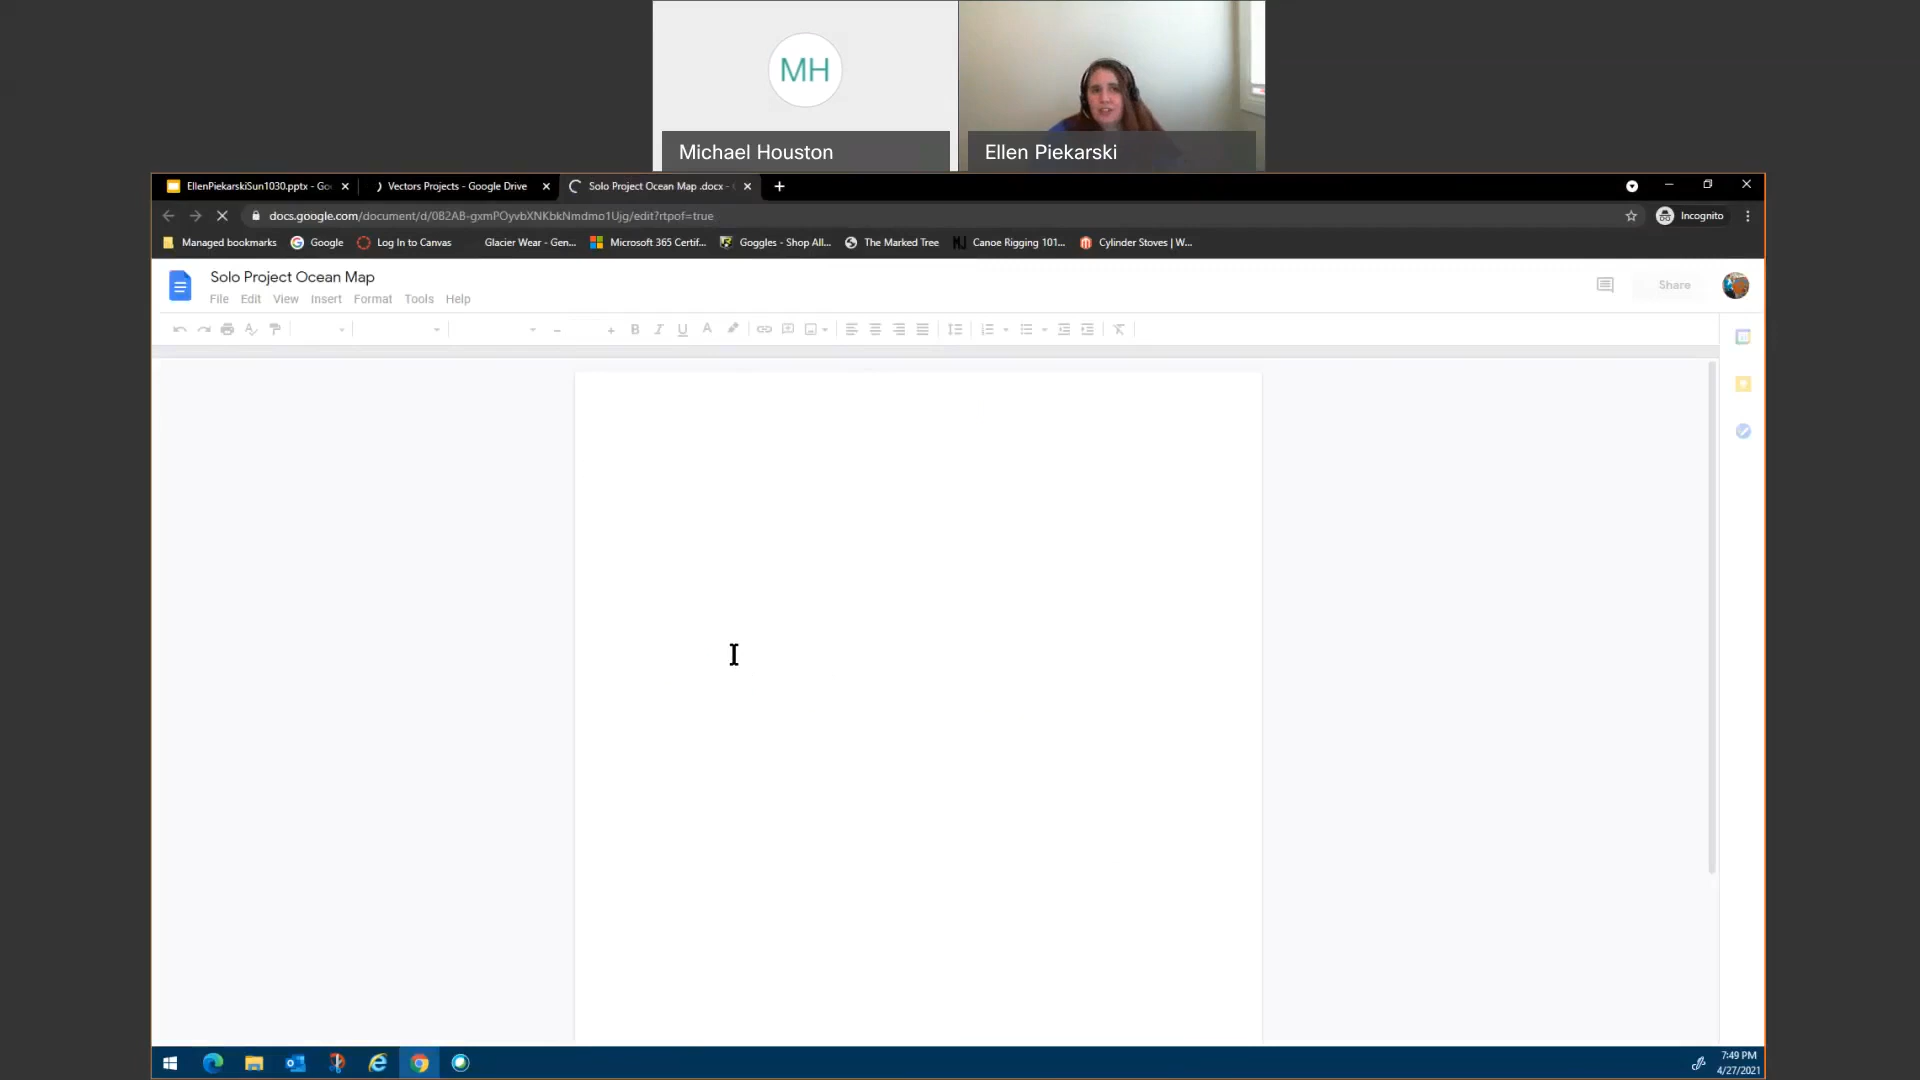 MH
Michael Houston
Ellen Piekarski
EllenPiekarskiSun1030.pptx - Go
Vectors Projects - Google Drive
Solo Project Ocean Map .docx -
docs.google.com/document/d/0B2AB-gxmPOyvbXNKbkNmdmo1Ujg/edit?rtpof=true
Incognito
Managed bookmarks
Google
Log In to Canvas
Glacier Wear - Gen...
Microsoft 365 Certif...
Goggles - Shop All...
The Marked Tree
Canoe Rigging 101...
Cylinder Stoves | W...
Solo Project Ocean Map
File Edit View Insert Format Tools Help
Share
7:49 PM
4/27/2021